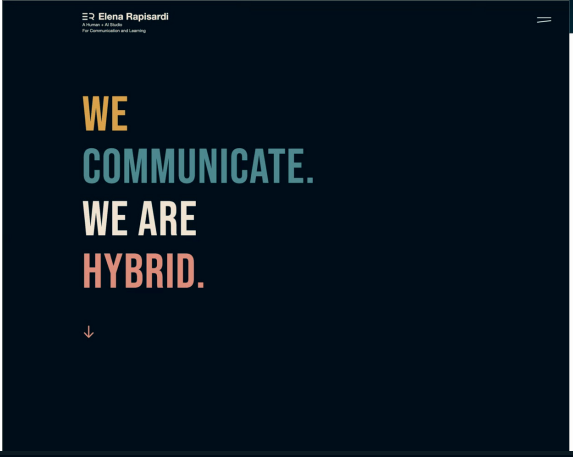 ER Elena Rapisardi
A Human + AI Studio
For Communication and Learning
WE
COMMUNICATE.
WE ARE
HYBRID.